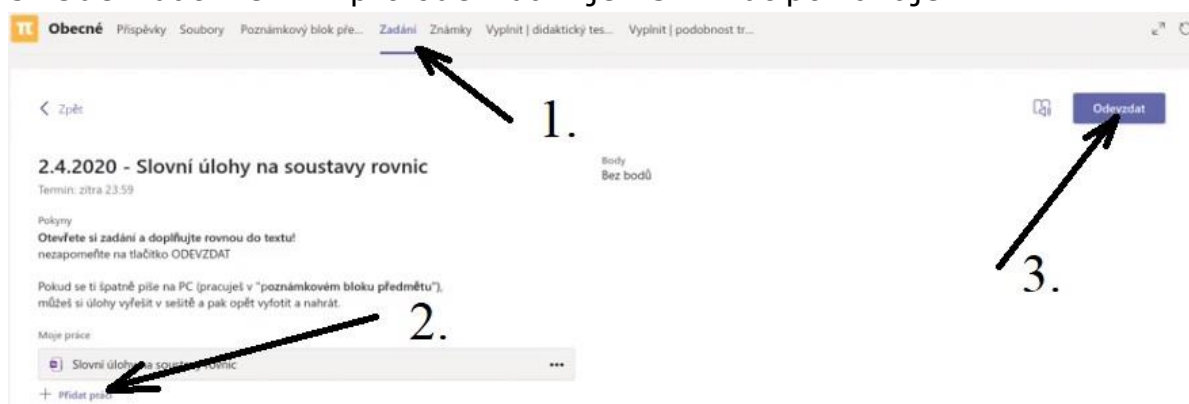 π Obecné Příspěvky Soubory Poznámkový blok pře... Zadání Známky Vyplnit | didaktický tes... Vyplnit | podobnost tr...
1.
Zpět
Odevzdat
2.4.2020 - Slovní úlohy na soustavy rovnic
Termín: zítra 23:59
Body
Bez bodů
Pokyny
Otevřete si zadání a doplňujte rovnou do textu!
nezapomeňte na tlačítko ODEVZDAT
3.
Pokud se ti špatně píše na PC (pracuješ v "poznámkovém bloku předmětu"),
můžeš si úlohy vyřešit v sešitě a pak opět vyfotit a nahrát.
2.
Moje práce
Slovní úlohy na soustavy rovnic
+ Přidat práci